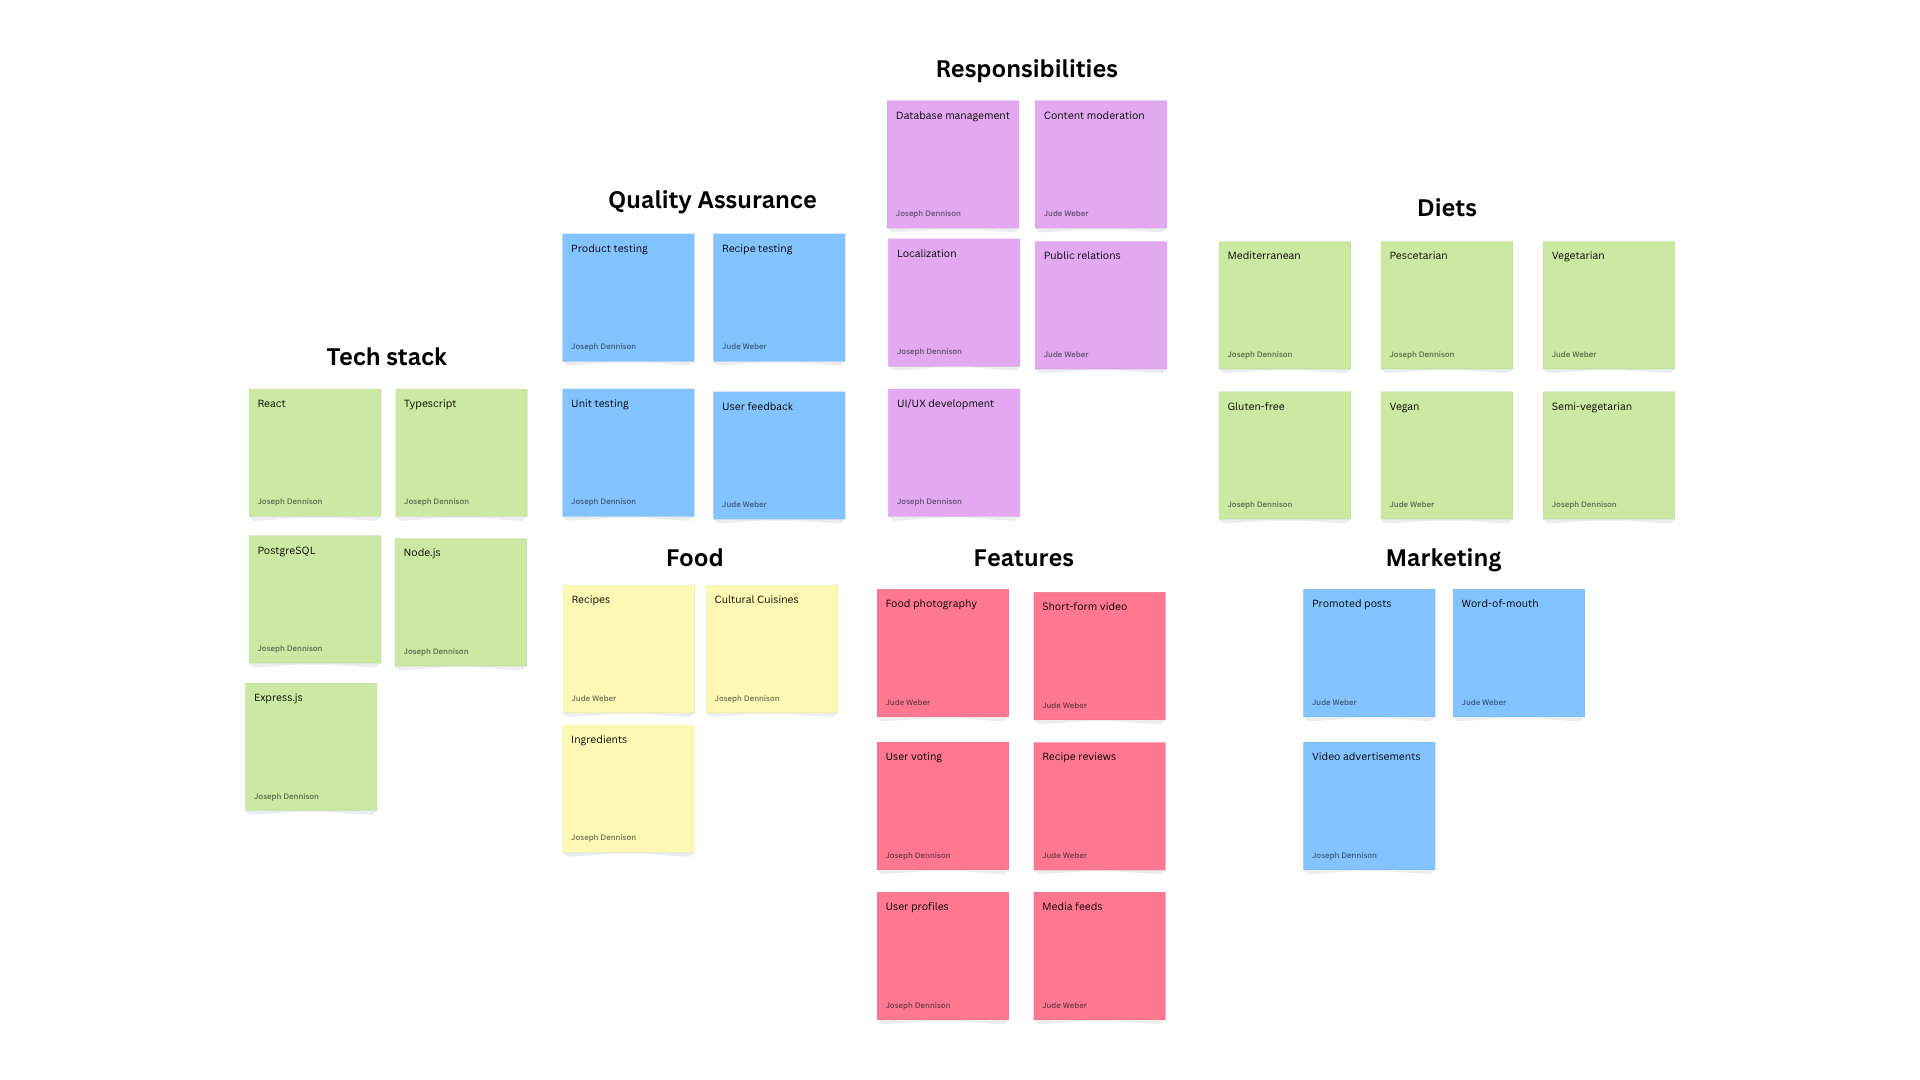 Responsibilities
Database management
Joseph Dennison
Content moderation
Jude Weber
Localization
Joseph Dennison
Public relations
Jude Weber
UI/UX development
Joseph Dennison
Quality Assurance
Product testing
Joseph Dennison
Recipe testing
Jude Weber
Unit testing
Joseph Dennison
User feedback
Jude Weber
Diets
Mediterranean
Joseph Dennison
Pescetarian
Joseph Dennison
Vegetarian
Jude Weber
Gluten-free
Joseph Dennison
Vegan
Jude Weber
Semi-vegetarian
Joseph Dennison
Tech stack
React
Joseph Dennison
Typescript
Joseph Dennison
PostgreSQL
Joseph Dennison
Node.js
Joseph Dennison
Express.js
Joseph Dennison
Food
Recipes
Jude Weber
Cultural Cuisines
Joseph Dennison
Ingredients
Joseph Dennison
Features
Food photography
Jude Weber
Short-form video
Jude Weber
User voting
Joseph Dennison
Recipe reviews
Jude Weber
User profiles
Joseph Dennison
Media feeds
Jude Weber
Marketing
Promoted posts
Jude Weber
Word-of-mouth
Jude Weber
Video advertisements
Joseph Dennison